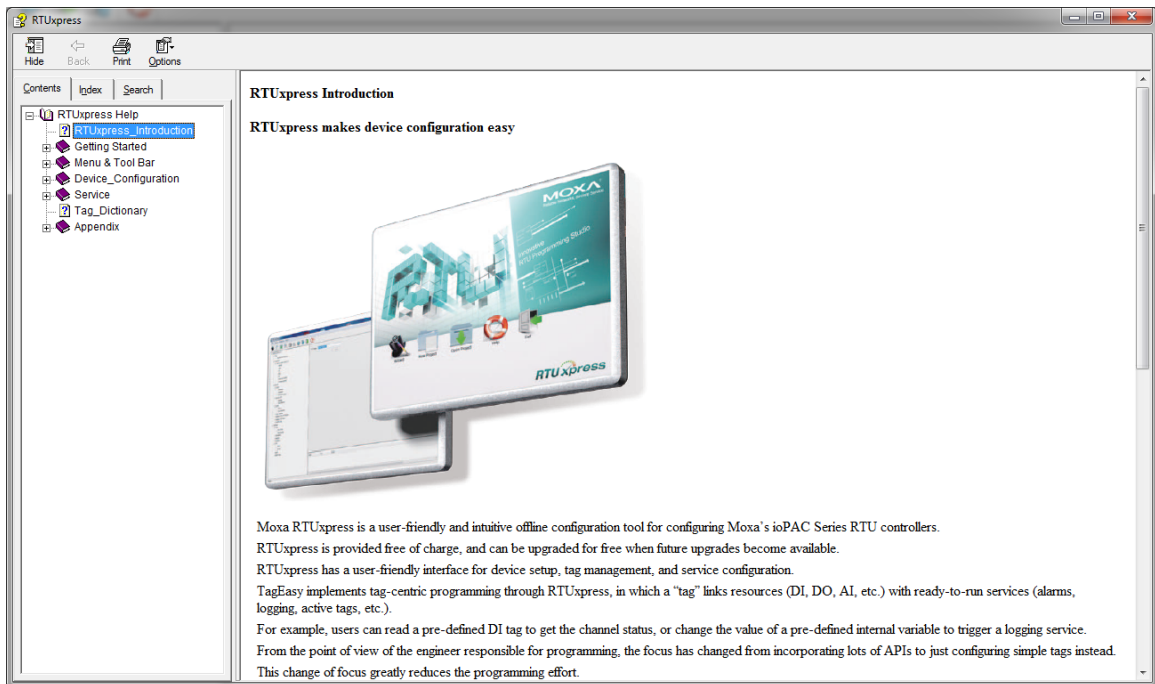 RTUxpress
Hide Back Print Options
Contents Index Search
RTUxpress Help
RTUxpress_Introduction
Getting Started
Menu & Tool Bar
Device_Configuration
Service
Tag_Dictionary
Appendix
RTUxpress Introduction
RTUxpress makes device configuration easy
MOXA
innovative
RTU Programming Studio
RTU
RTUxpress
Moxa RTUxpress is a user-friendly and intuitive offline configuration tool for configuring Moxa's ioPAC Series RTU controllers.
RTUxpress is provided free of charge, and can be upgraded for free when future upgrades become available.
RTUxpress has a user-friendly interface for device setup, tag management, and service configuration.
TagEasy implements tag-centric programming through RTUxpress, in which a “tag” links resources (DI, DO, AI, etc.) with ready-to-run services (alarms,
logging, active tags, etc.).
For example, users can read a pre-defined DI tag to get the channel status, or change the value of a pre-defined internal variable to trigger a logging service.
From the point of view of the engineer responsible for programming, the focus has changed from incorporating lots of APIs to just configuring simple tags instead.
This change of focus greatly reduces the programming effort.